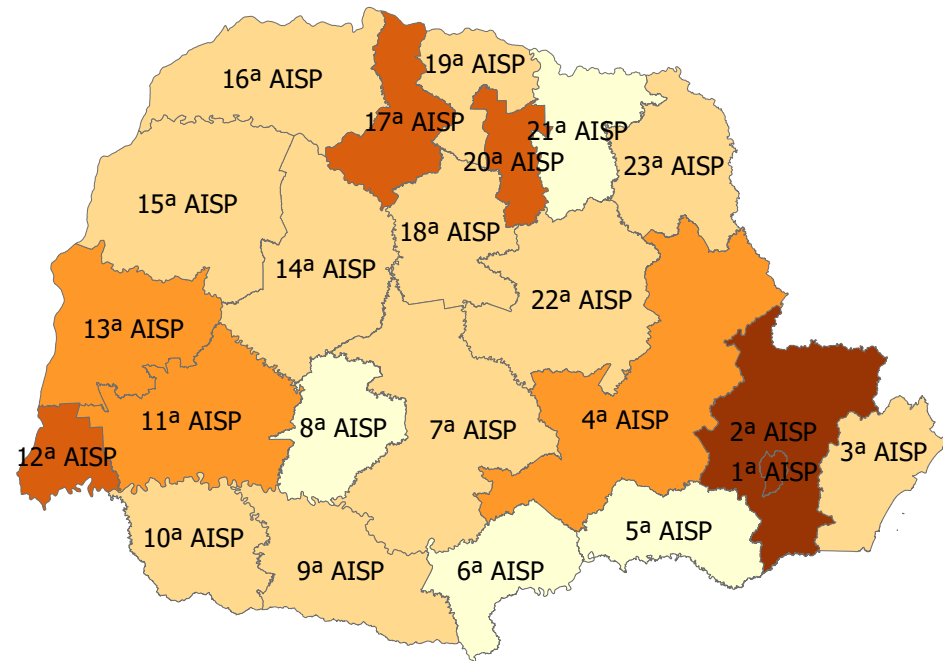 19ª AISP
16ª AISP
17ª AISP
21ª AISP
20ª AISP
23ª AISP
15ª AISP
18ª AISP
14ª AISP
22ª AISP
13ª AISP
11ª AISP
8ª AISP
7ª AISP
4ª AISP
2ª AISP
3ª AISP
12ª AISP
1ª AISP
10ª AISP
5ª AISP
9ª AISP
6ª AISP